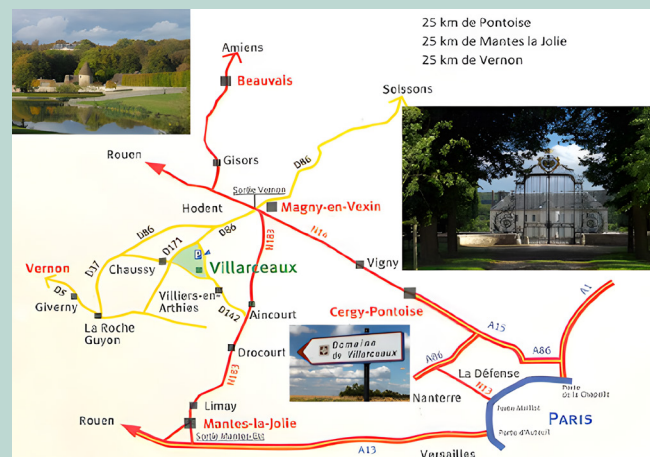 25 km de Pontoise
25 km de Mantes la Jolie
25 km de Vernon
Amiens
Beauvais
Soissons
Rouen
Gisors
D86
Sortie Vernon
Hodent
Magny-en-Vexin
D86
D86
N183
N14
D171
P
Vernon
D37
Chaussy
Villarceaux
Vigny
D5
Giverny
Villiers-en-
Arthies
D142
Aincourt
Cergy-Pontoise
A1
La Roche
Guyon
A15
Domaine
de Villarceaux
Drocourt
A86
A86
La Défense
N183
Nanterre
N13
Porte
de la Chapelle
Limay
Porte Maillot
PARIS
Rouen
Mantes-la-Jolie
Sortie Mantes-Est
Porte d'Auteuil
A13
Versailles